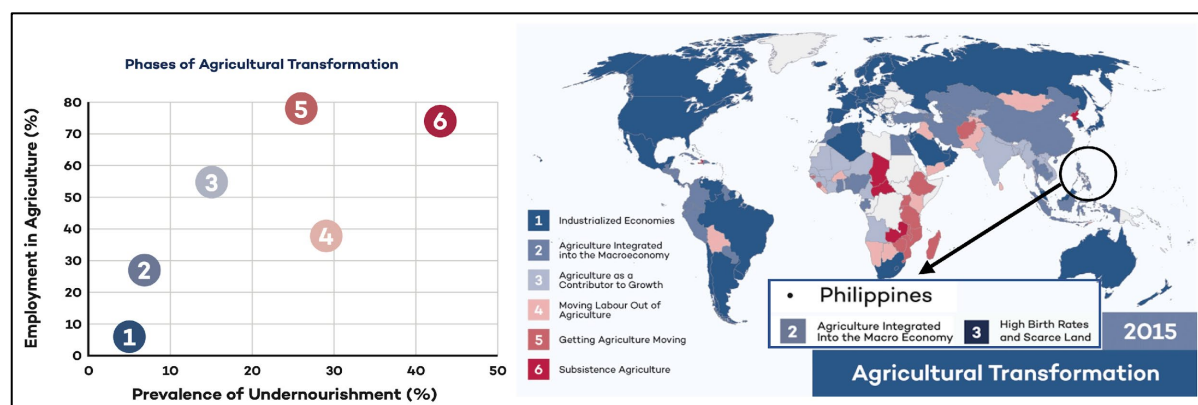 Phases of Agricultural Transformation
Employment in Agriculture (%)
80
70
60
50
40
30
20
10
0
5
6
3
4
2
1
0
10
20
30
40
50
Prevalence of Undernourishment (%)
1 Industrialized Economies
2 Agriculture Integrated
into the Macroeconomy
3 Agriculture as a
Contributor to Growth
4 Moving Labour Out of
Agriculture
5 Getting Agriculture Moving
6 Subsistence Agriculture
• Philippines
2 Agriculture Integrated
Into the Macro Economy
3 High Birth Rates
and Scarce Land
2015
Agricultural Transformation